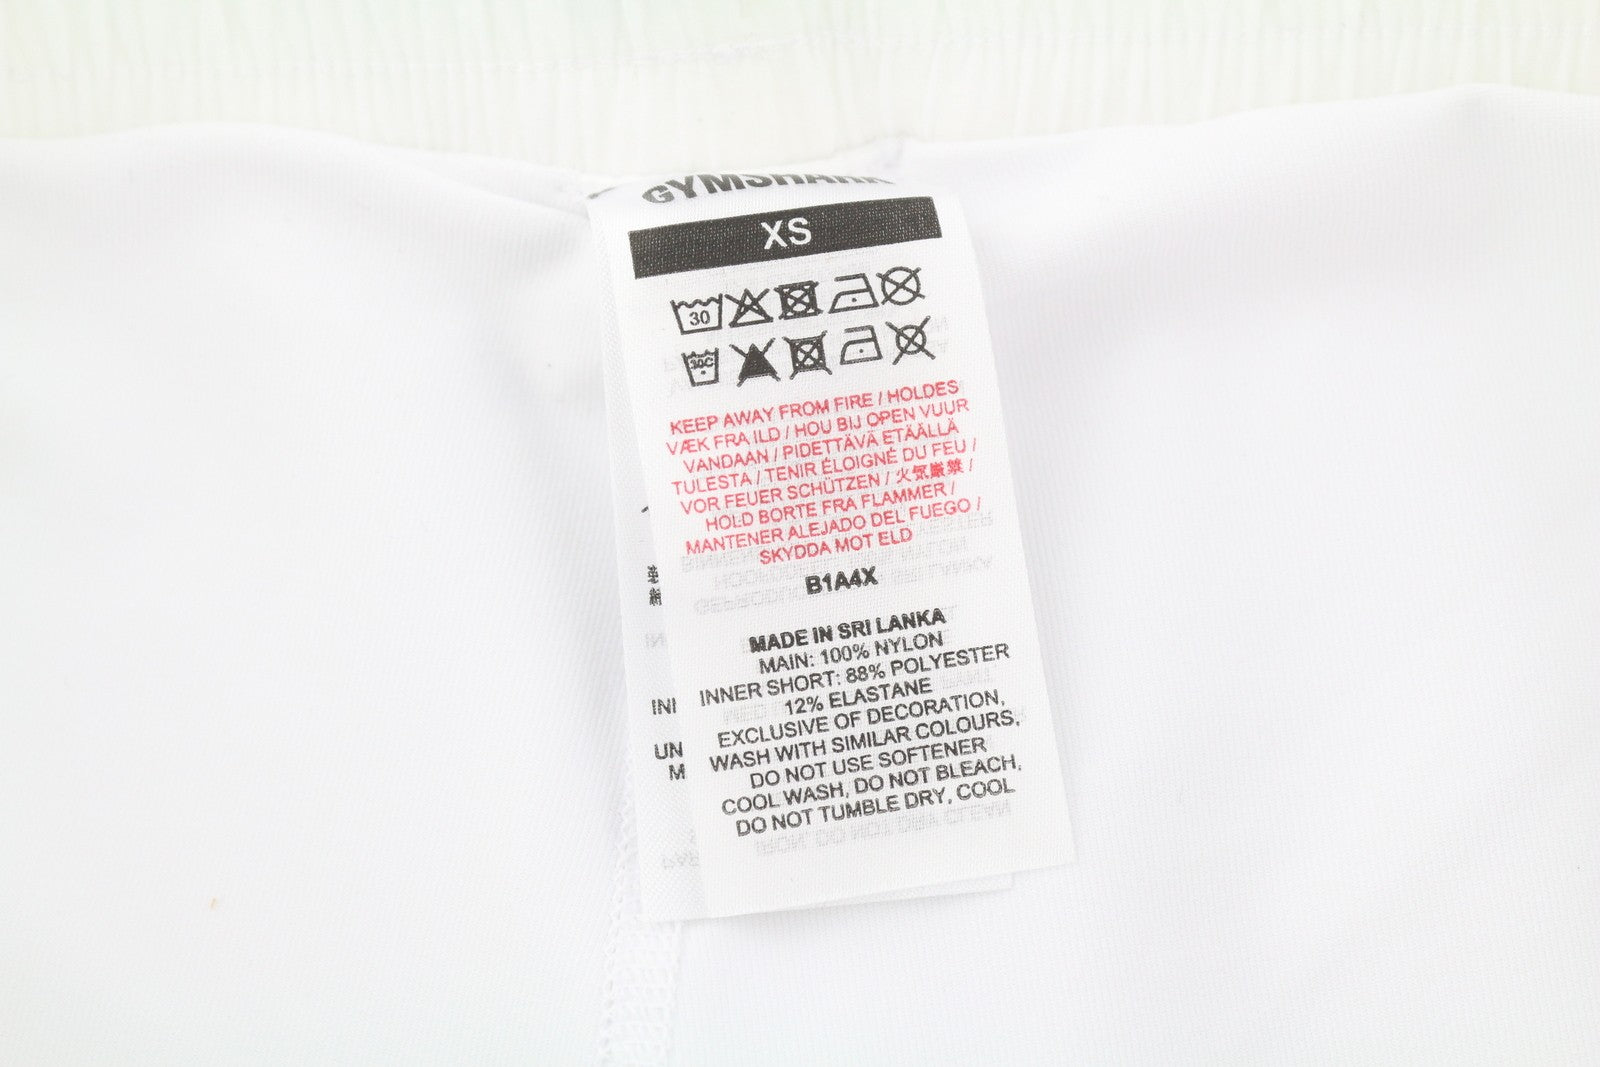 GYMSHARK
XS
30
30C
KEEP AWAY FROM FIRE / HOLDES
VÆK FRA ILD / HOU BIJ OPEN VUUR
VANDAAN / PIDETTÄVÄ ETÄÄLLÄ
TULESTA / TENIR ÉLOIGNÉ DU FEU /
VOR FEUER SCHÜTZEN / 火気厳禁 /
HOLD BORTE FRA FLAMMER /
MANTENER ALEJADO DEL FUEGO /
SKYDDA MOT ELD
B1A4X
MADE IN SRI LANKA
MAIN: 100% NYLON
INNER SHORT: 88% POLYESTER
12% ELASTANE
EXCLUSIVE OF DECORATION,
WASH WITH SIMILAR COLOURS,
DO NOT USE SOFTENER
COOL WASH, DO NOT BLEACH,
DO NOT TUMBLE DRY, COOL
INI
UN
M